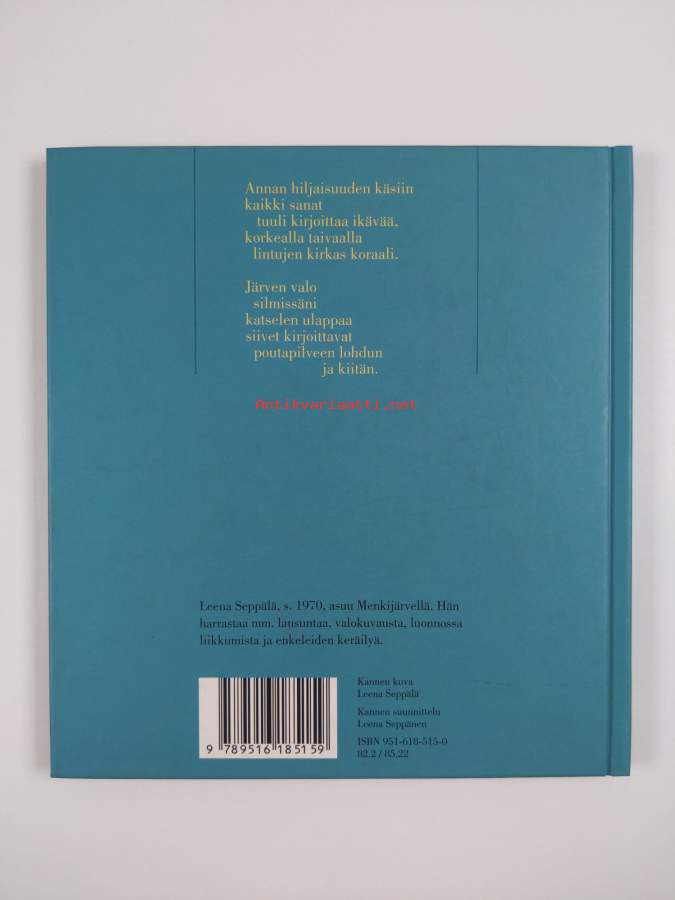 Annan hiljaisuuden käsiin
kaikki sanat
tuuli kirjoittaa ikävää,
korkealla taivaalla
lintujen kirkas koraali.
Järven valo
silmissäni
katselen ulappaa
siivet kirjoittavat
poutapilveen lohdun
ja kiitän.
Antikvariaatti.net
Leena Seppälä, s. 1970, asuu Menkijärvellä. Hän
harrastaa mm. lausuntaa, valokuvausta, luonnossa
liikkumista ja enkeleiden keräilyä.
Kannen kuva
Leena Seppälä
Kannen suunnittelu
Leena Seppänen
ISBN 951-618-515-0
82.2 / 85.22
9 789516 185159